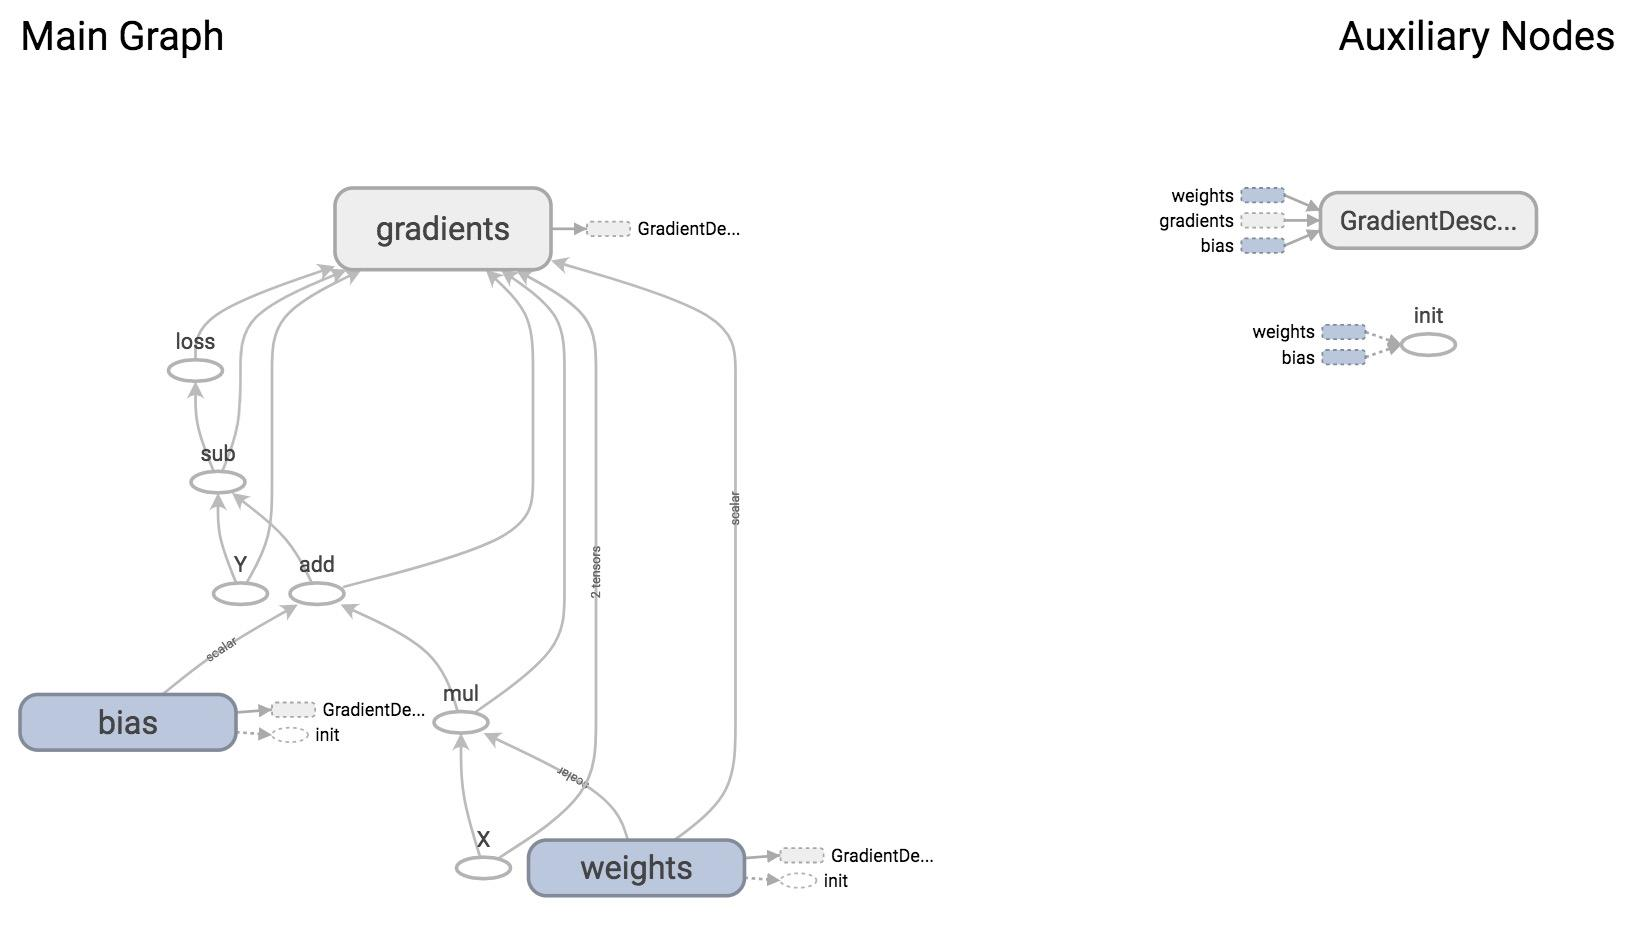 Main Graph
Auxiliary Nodes
gradients
GradientDe...
weights
gradients
bias
GradientDesc...
init
weights
bias
loss
sub
Y
add
scalar
2 tensors
scalar
bias
GradientDe...
init
mul
scalar
X
weights
GradientDe...
init